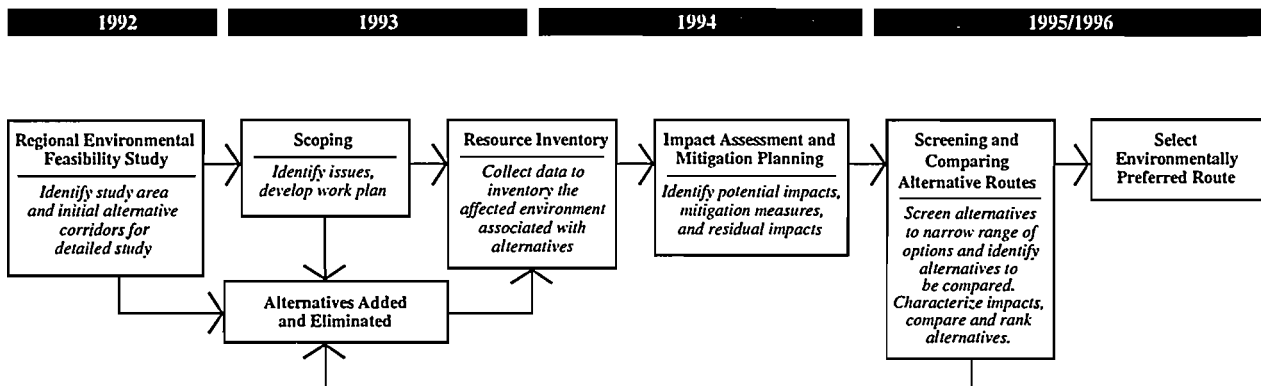 1992
1993
1994
1995/1996
Regional Environmental
Feasibility Study
Identify study area
and initial alternative
corridors for
detailed study
Scoping
Identify issues,
develop work plan
Resource Inventory
Collect data to
inventory the
affected environment
associated with
alternatives
Impact Assessment and
Mitigation Planning
Identify potential impacts,
mitigation measures,
and residual impacts
Screening and
Comparing
Alternative Routes
Screen alternatives
to narrow range of
options and identify
alternatives to
be compared.
Characterize impacts,
compare and rank
alternatives.
Select
Environmentally
Preferred Route
Alternatives Added
and Eliminated